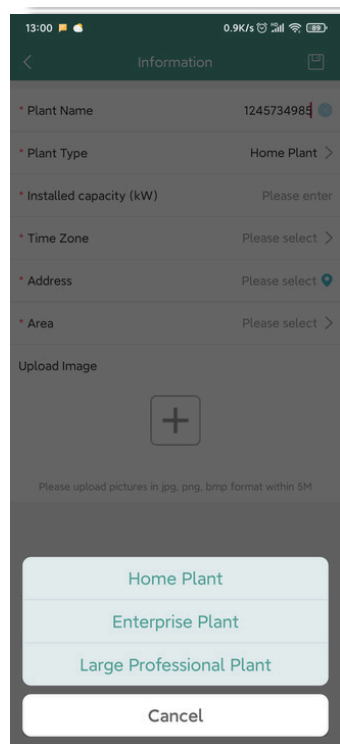 13:00 0.9K/s 89
Information
* Plant Name 1245734985
* Plant Type Home Plant >
* Installed capacity (kW) Please enter
* Time Zone Please select >
* Address Please select
* Area Please select >
Upload Image
Please upload pictures in jpg, png, bmp format within 5M
Home Plant
Enterprise Plant
Large Professional Plant
Cancel